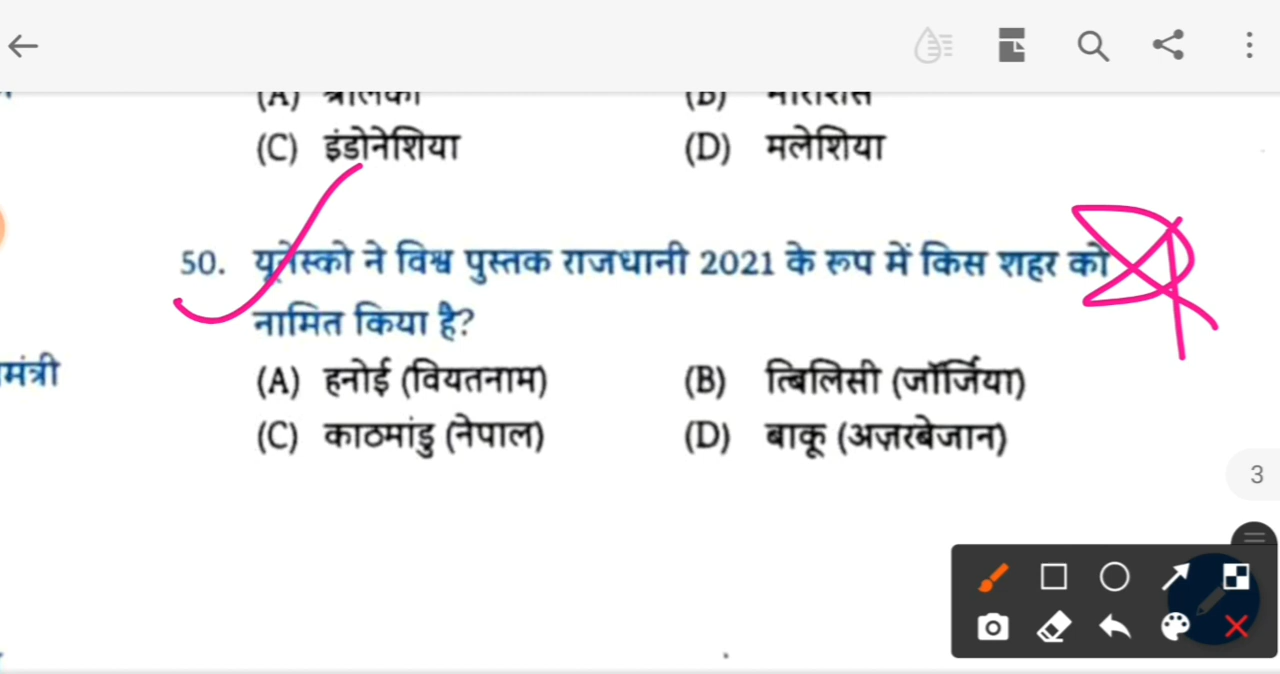 (C) इंडोनेशिया (D) मलेशिया
50. यूनेस्को ने विश्व पुस्तक राजधानी 2021 के रूप में किस शहर को
नामित किया है?
मंत्री
(A) हनोई (वियतनाम) (B) त्बिलिसी (जॉर्जिया)
(C) काठमांडु (नेपाल) (D) बाकू (अज़रबेजान)
3